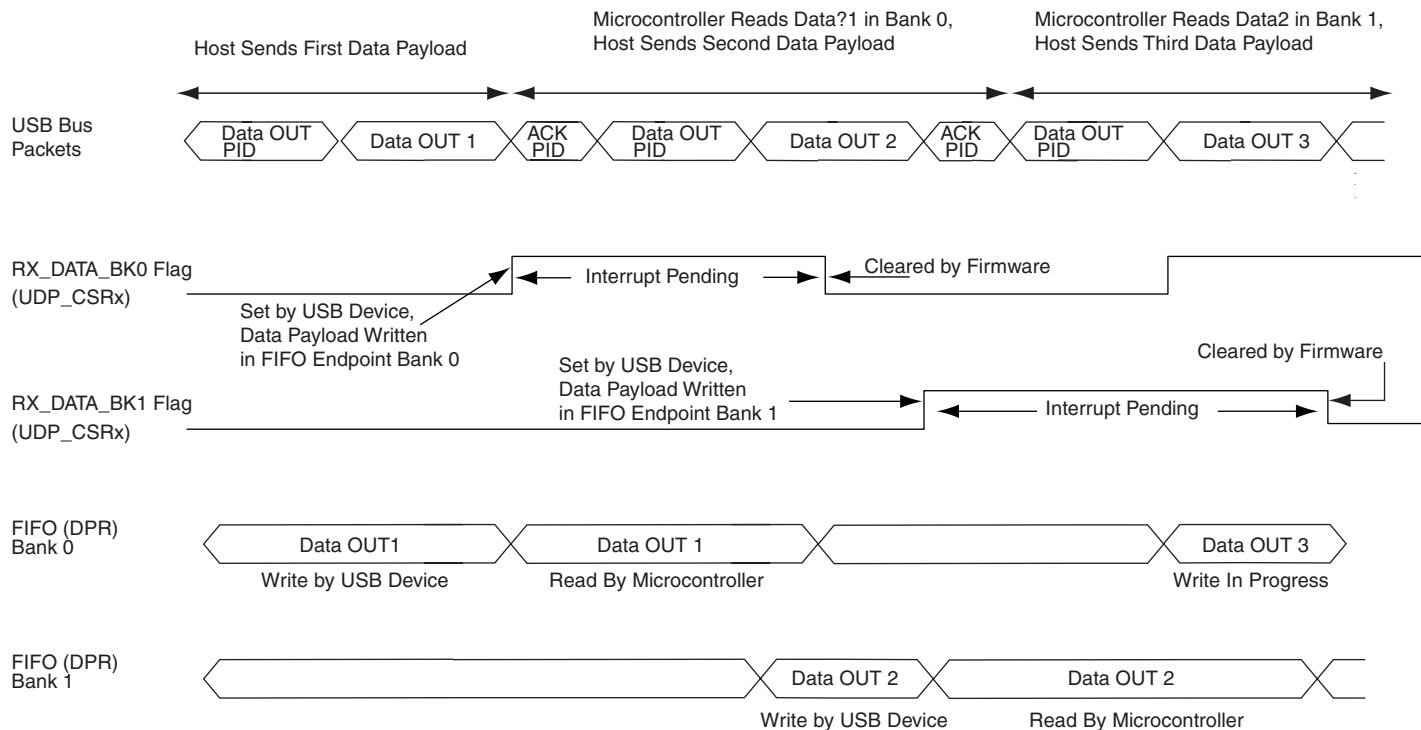 Microcontroller Reads Data?1 in Bank 0,
Host Sends Second Data Payload
Microcontroller Reads Data2 in Bank 1,
Host Sends Third Data Payload
Host Sends First Data Payload
USB Bus
Packets
Data OUT
PID
Data OUT 1
ACK
PID
Data OUT
PID
Data OUT 2
ACK
PID
Data OUT
PID
Data OUT 3
RX_DATA_BK0 Flag
(UDP_CSRx)
Interrupt Pending
Cleared by Firmware
Set by USB Device,
Data Payload Written
in FIFO Endpoint Bank 0
Cleared by Firmware
Set by USB Device,
Data Payload Written
in FIFO Endpoint Bank 1
RX_DATA_BK1 Flag
(UDP_CSRx)
Interrupt Pending
FIFO (DPR)
Bank 0
Data OUT1
Data OUT 1
Data OUT 3
Write by USB Device
Read By Microcontroller
Write In Progress
FIFO (DPR)
Bank 1
Data OUT 2
Data OUT 2
Write by USB Device
Read By Microcontroller